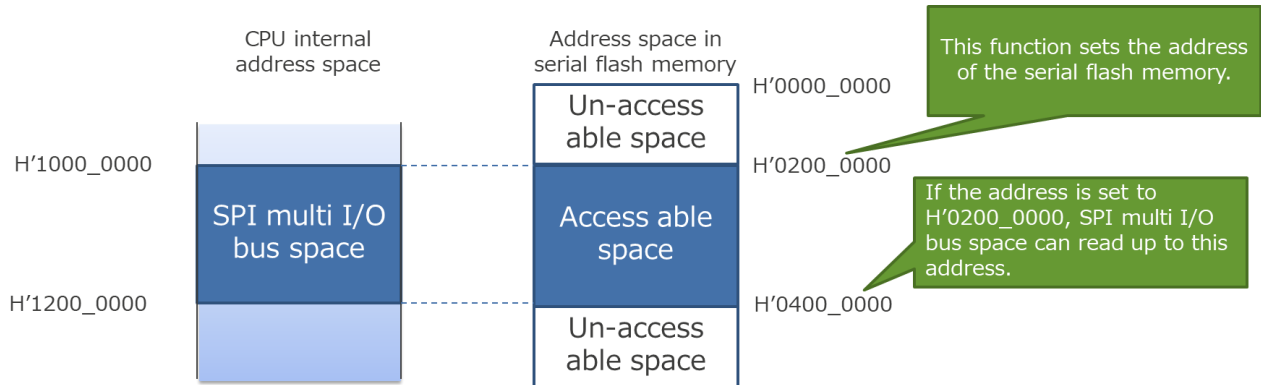 CPU internal
address space
Address space in
serial flash memory
This function sets the address
of the serial flash memory.
H'0000_0000
Un-access
able space
H'1000_0000
H'0200_0000
SPI multi I/O
bus space
Access able
space
If the address is set to
H'0200_0000, SPI multi I/O
bus space can read up to this
address.
H'1200_0000
H'0400_0000
Un-access
able space